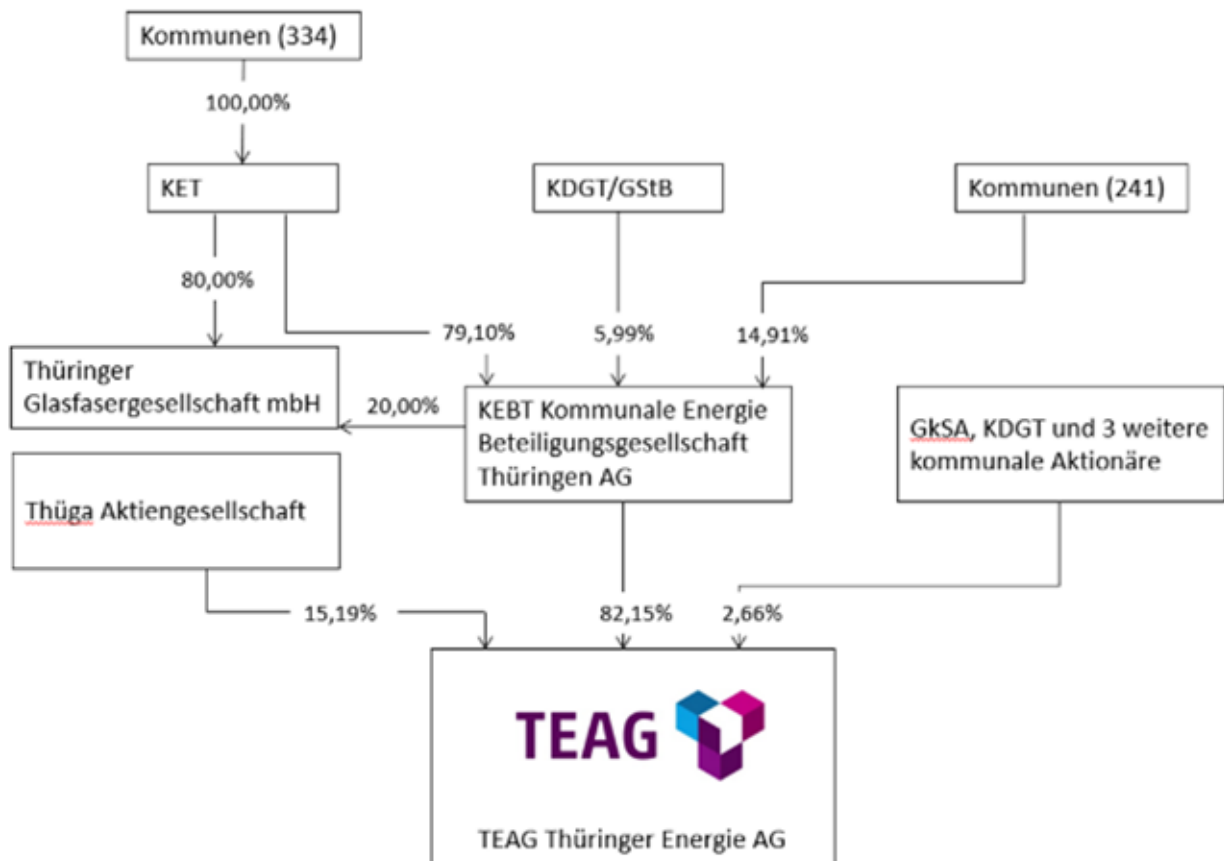 Kommunen (334)
100,00%
KET
KDGT/GStB
Kommunen (241)
80,00%
79,10%
5,99%
14,91%
Thüringer
Glasfasergesellschaft mbH
20,00%
KEBT Kommunale Energie
Beteiligungsgesellschaft
Thüringen AG
GkSA, KDGT und 3 weitere
kommunale Aktionäre
Thüga Aktiengesellschaft
15,19%
82,15%
2,66%
TEAG
TEAG Thüringer Energie AG